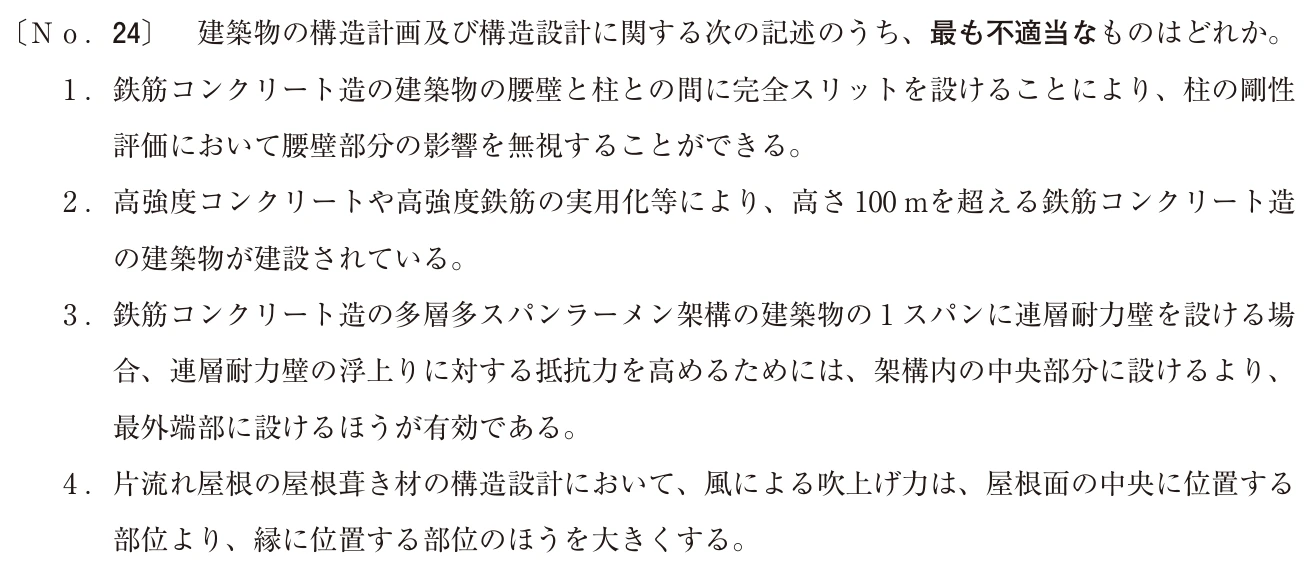 〔Ｎｏ．24〕　建築物の構造計画及び構造設計に関する次の記述のうち、最も不適当なものはどれか。
１．鉄筋コンクリート造の建築物の腰壁と柱との間に完全スリットを設けることにより、柱の剛性
評価において腰壁部分の影響を無視することができる。
２．高強度コンクリートや高強度鉄筋の実用化等により、高さ 100 mを超える鉄筋コンクリート造
の建築物が建設されている。
３．鉄筋コンクリート造の多層多スパンラーメン架構の建築物の１スパンに連層耐力壁を設ける場
合、連層耐力壁の浮上りに対する抵抗力を高めるためには、架構内の中央部分に設けるより、
最外端部に設けるほうが有効である。
４．片流れ屋根の屋根葺き材の構造設計において、風による吹上げ力は、屋根面の中央に位置する
部位より、縁に位置する部位のほうを大きくする。